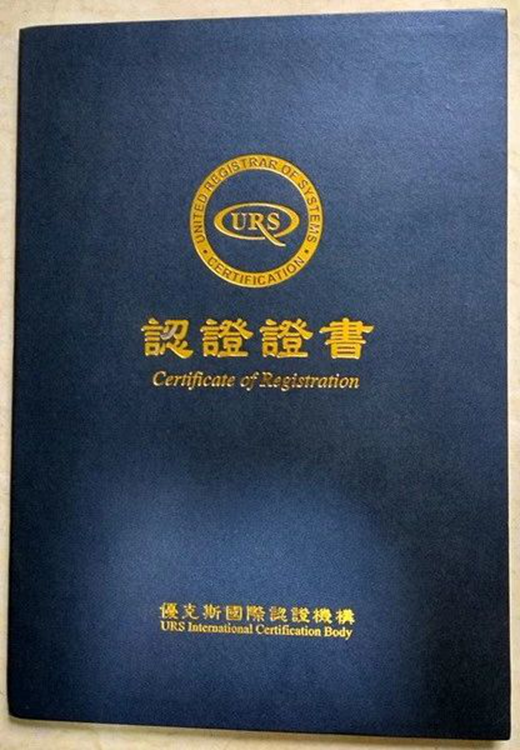 UNITED REGISTRAR OF SYSTEMS
URS
• CERTIFICATION •
認證證書
Certificate of Registration
優克斯國際認證機構
URS International Certification Body